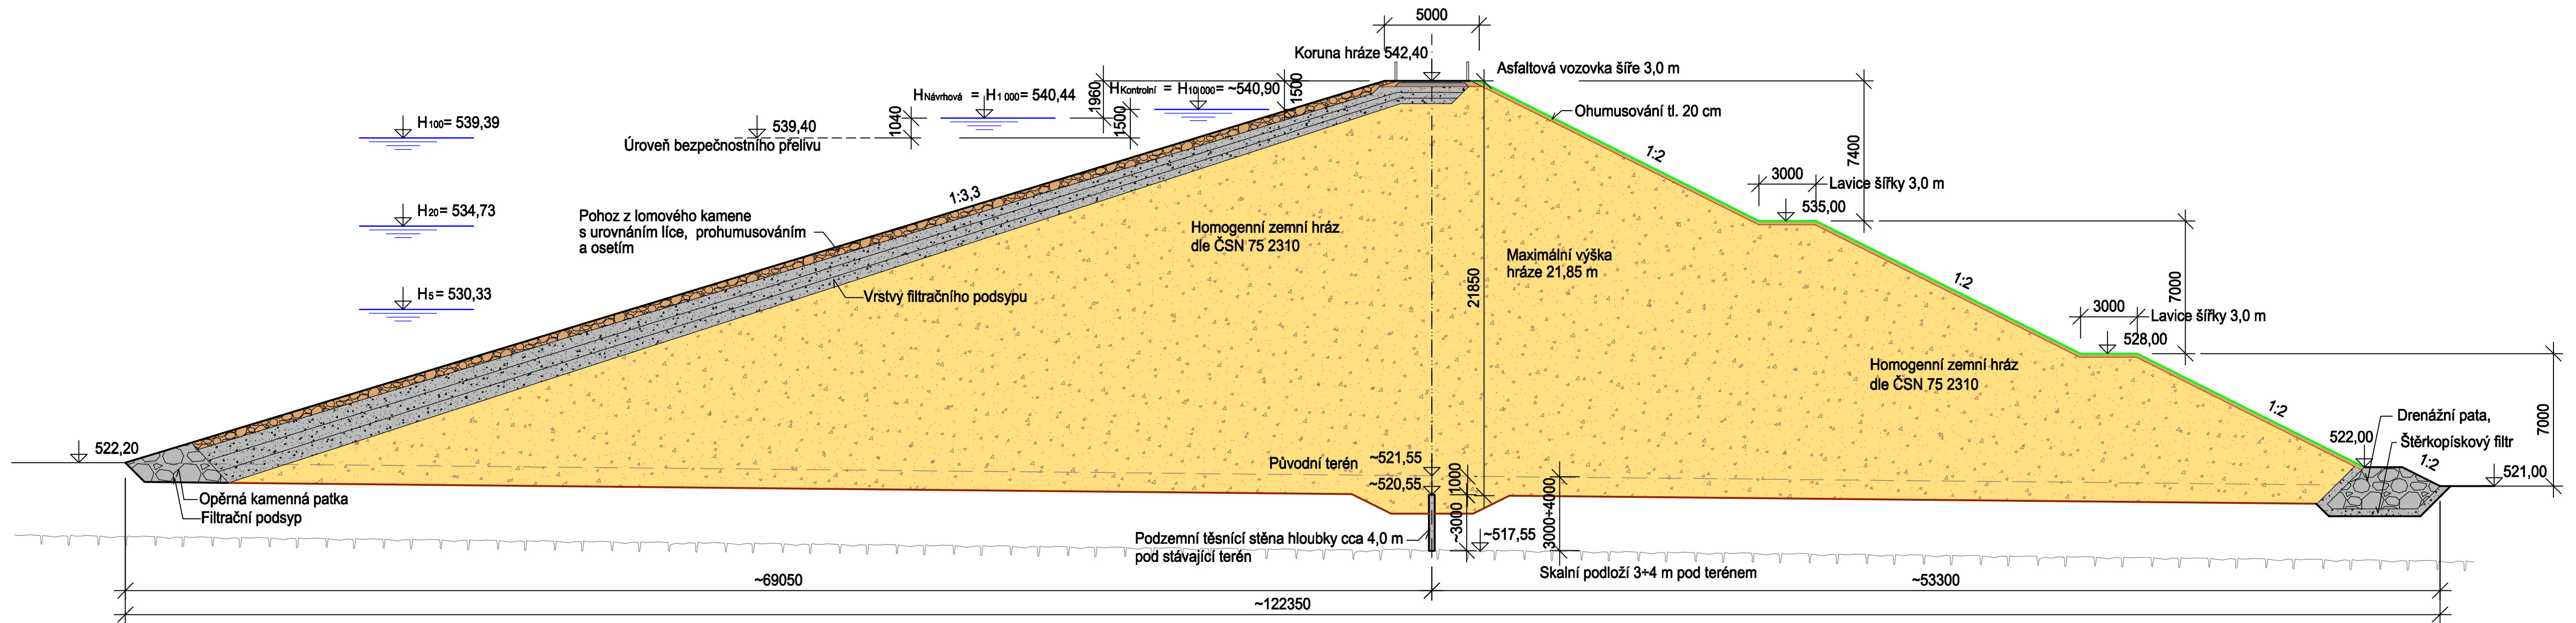 5000
Koruna hráze 542,40
Asfaltová vozovka šíře 3,0 m
HNávrhová = H1 000= 540,44
1960
HKontrolní = H10 000= ~540,90
1500
Ohumusování tl. 20 cm
H100= 539,39
539,40
1040
1500
Úroveň bezpečnostního přelivu
1:2
7400
3000
Lavice šířky 3,0 m
1:3,3
535,00
H20= 534,73
Pohoz z lomového kamene
s urovnáním líce, prohumusováním
a osetím
Homogenní zemní hráz
dle ČSN 75 2310
Maximální výška
hráze 21,85 m
21850
1:2
7000
H5= 530,33
Vrstvy filtračního podsypu
3000
Lavice šířky 3,0 m
528,00
Homogenní zemní hráz
dle ČSN 75 2310
1:2
7000
Drenážní pata,
522,20
522,00
Štěrkopískový filtr
1:2
Původní terén
~521,55
~520,55
1000
521,00
Opěrná kamenná patka
Filtrační podsyp
~3000
3000÷4000
Podzemní těsnící stěna hloubky cca 4,0 m
pod stávající terén
~517,55
Skalní podloží 3÷4 m pod terénem
~69050
~53300
~122350